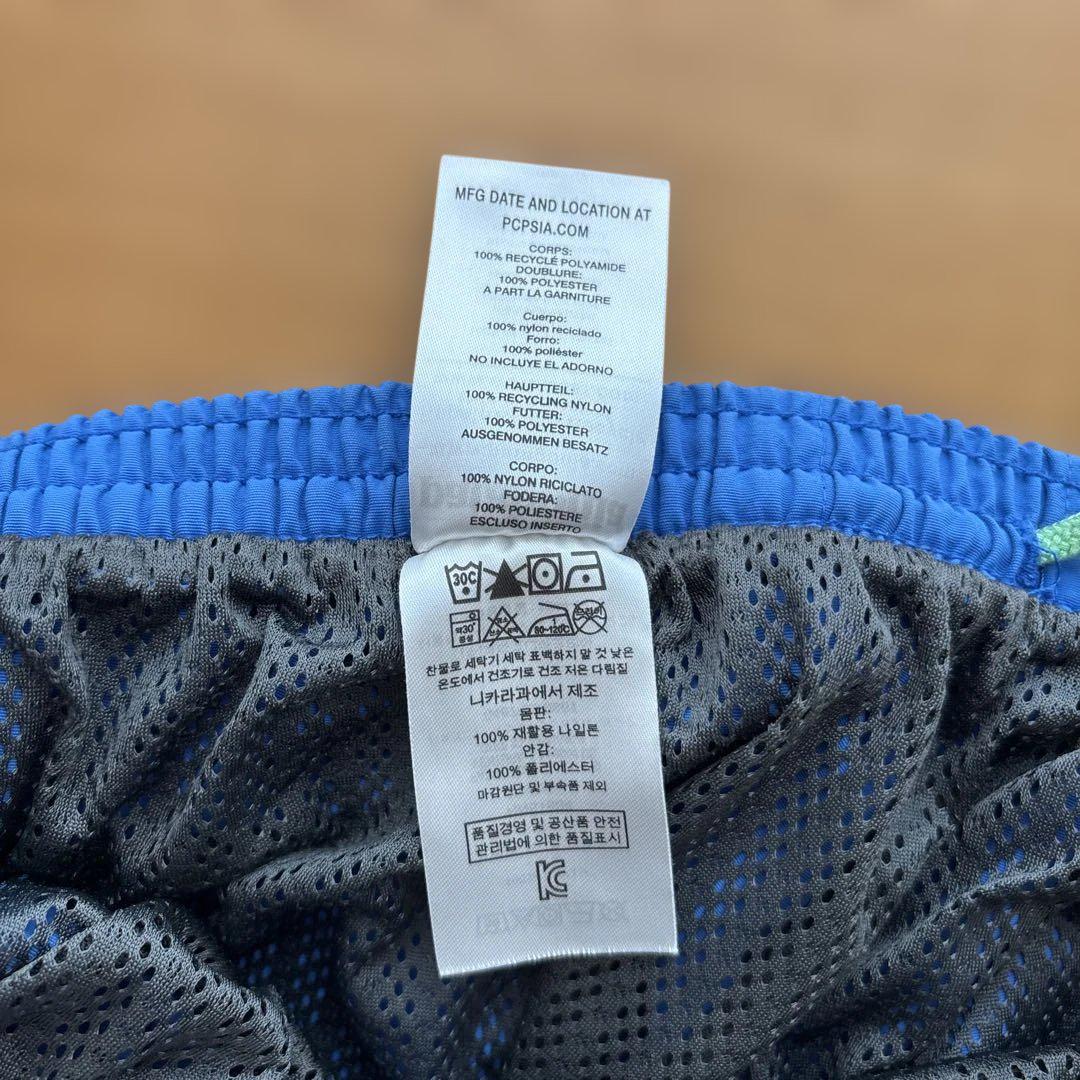 MFG DATE AND LOCATION AT
PCPSIA.COM
CORPS:
100% RECYCLÉ POLYAMIDE
DOUBLURE:
100% POLYESTER
A PART LA GARNITURE
Cuerpo:
100% nylon reciclado
Forro:
100% poliéster
NO INCLUYE EL ADORNO
HAUPTTEIL:
100% RECYCLING NYLON
FUTTER:
100% POLYESTER
AUSGENOMMEN BESATZ
CORPO:
100% NYLON RICICLATO
FODERA:
100% POLIESTERE
ESCLUSO INSERTO
30C
약30°
중성
80~120C
찬물로 세탁기 세탁 표백하지 말 것 낮은
온도에서 건조기로 건조 저온 다림질
니카라과에서 제조
몸판:
100% 재활용 나일론
안감:
100% 폴리에스터
마감원단 및 부속품 제외
품질경영 및 공산품 안전
관리법에 의한 품질표시